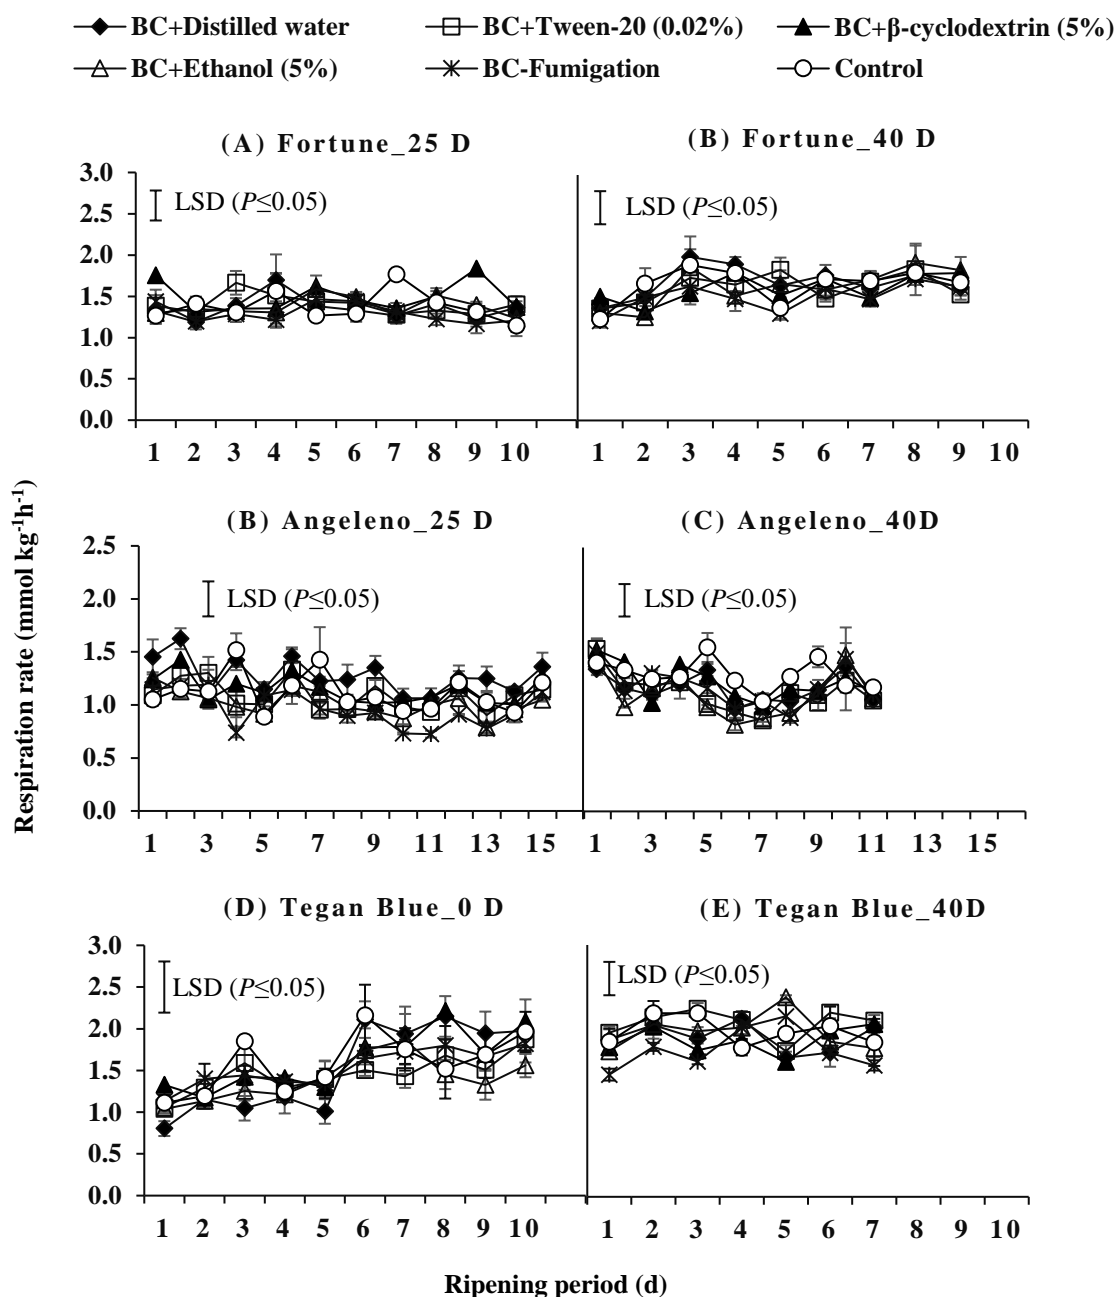 BC+Distilled water BC+Tween-20 (0.02%) BC+β-cyclodextrin (5%)
BC+Ethanol (5%) BC-Fumigation Control
(A) Fortune_25 D (B) Fortune_40 D
3.0
LSD (P≤0.05) LSD (P≤0.05)
2.5
2.0
1.5
1.0
0.5
0.0
1 2 3 4 5 6 7 8 9 10 1 2 3 4 5 6 7 8 9 10
(B) Angeleno_25 D (C) Angeleno_40D
2.5
2.0
LSD (P≤0.05) LSD (P≤0.05)
1.5
1.0
0.5
0.0
1 3 5 7 9 11 13 15 1 3 5 7 9 11 13 15
Respiration rate (mmol kg⁻¹h⁻¹)
(D) Tegan Blue_0 D (E) Tegan Blue_40D
3.0
2.5
LSD (P≤0.05) LSD (P≤0.05)
2.0
1.5
1.0
0.5
0.0
1 2 3 4 5 6 7 8 9 10 1 2 3 4 5 6 7 8 9 10
Ripening period (d)